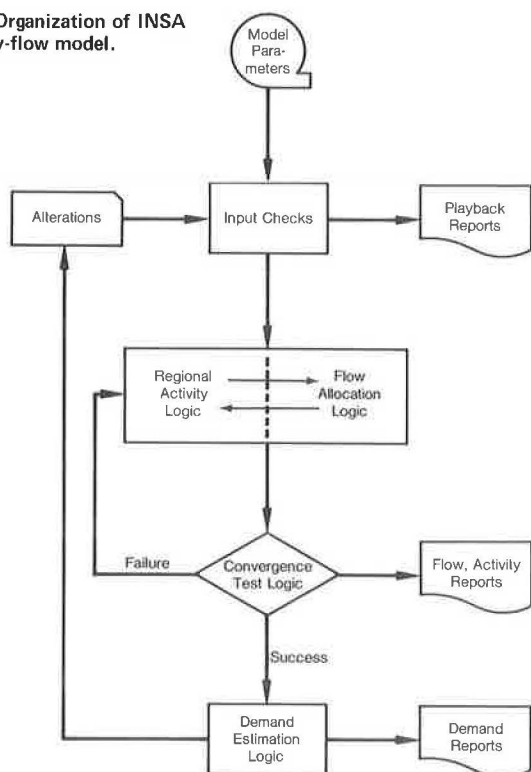 Organization of INSA
y-flow model.
Model
Para-
meters
Alterations
Input Checks
Playback
Reports
Regional
Activity
Logic
Flow
Allocation
Logic
Failure
Convergence
Test Logic
Flow, Activity
Reports
Success
Demand
Estimation
Logic
Demand
Reports